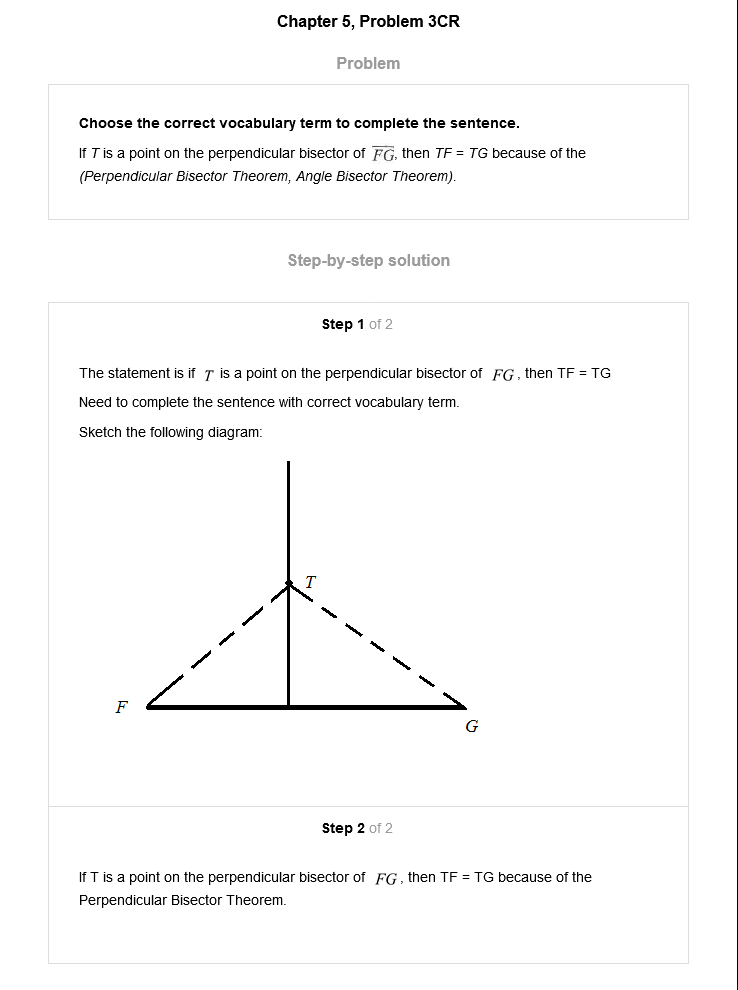 Chapter 5, Problem 3CR
Problem
Choose the correct vocabulary term to complete the sentence.
If T is a point on the perpendicular bisector of F̅G̅, then TF = TG because of the
(Perpendicular Bisector Theorem, Angle Bisector Theorem).
Step-by-step solution
Step 1 of 2
The statement is if T is a point on the perpendicular bisector of FG, then TF = TG
Need to complete the sentence with correct vocabulary term.
Sketch the following diagram:
T
F
G
Step 2 of 2
If T is a point on the perpendicular bisector of FG, then TF = TG because of the
Perpendicular Bisector Theorem.